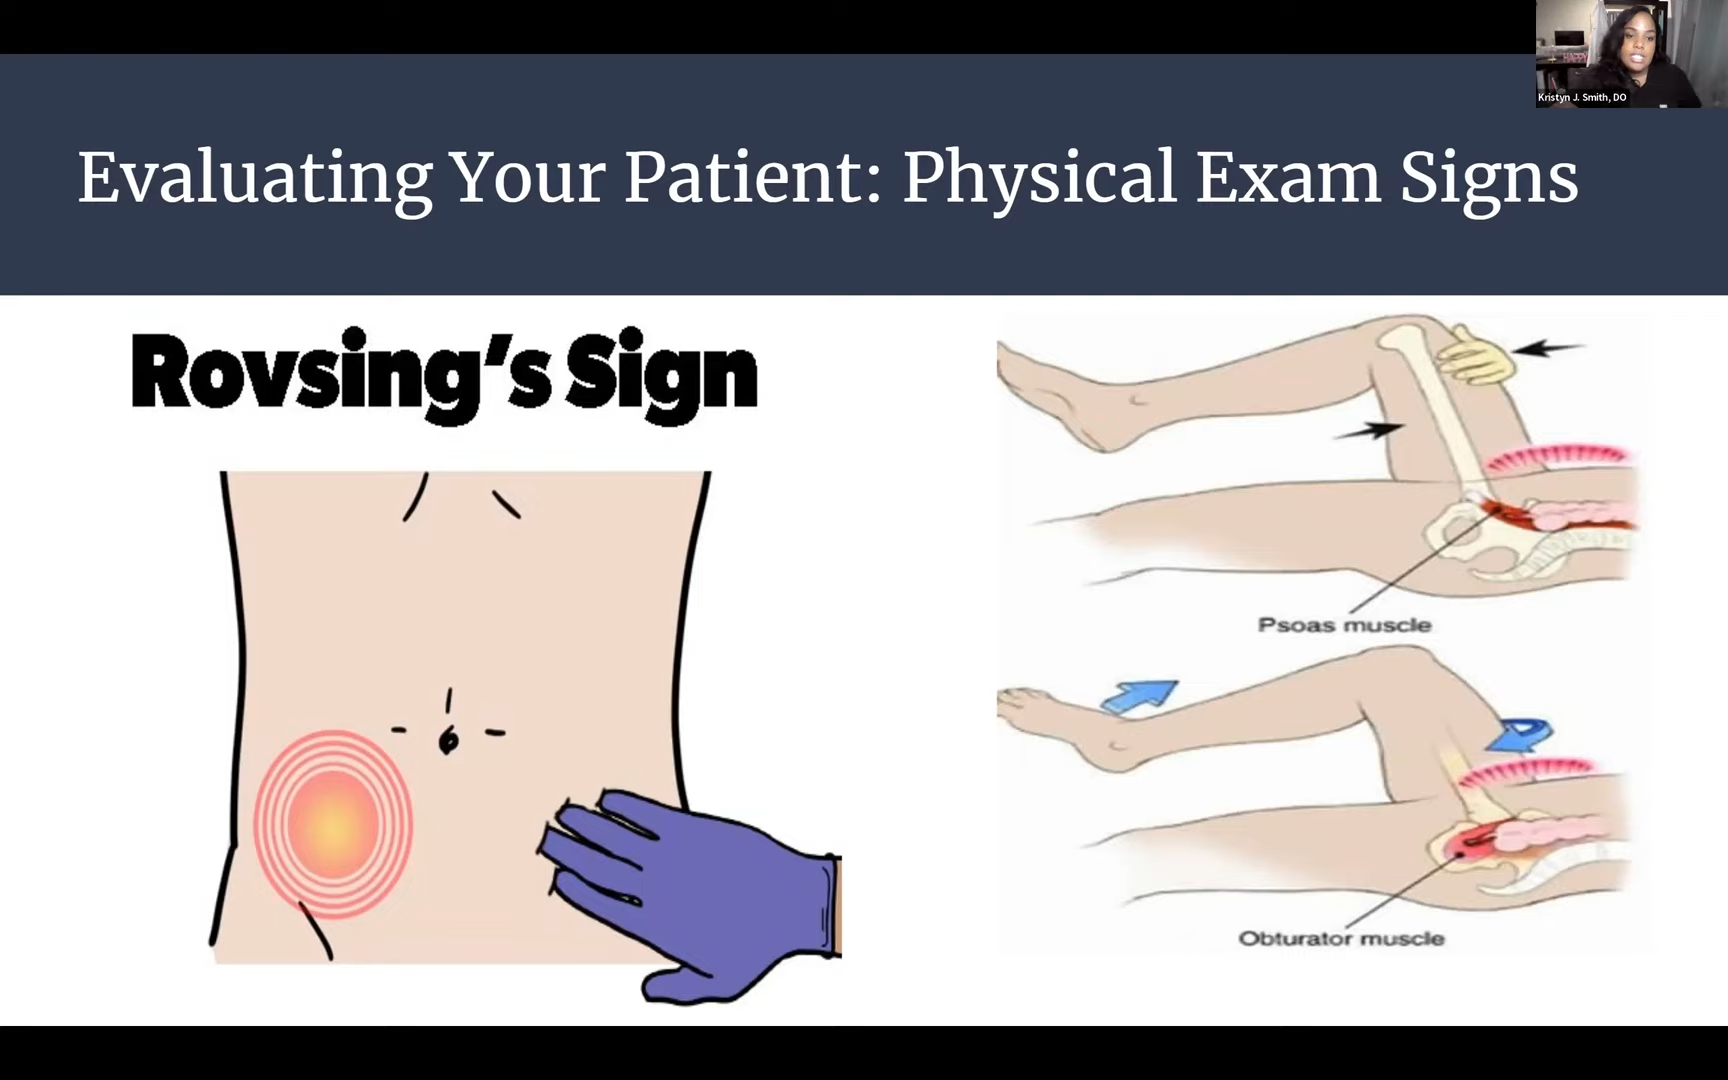 Kristyn J. Smith, DO
Evaluating Your Patient: Physical Exam Signs
Rovsing's Sign
Psoas muscle
Obturator muscle